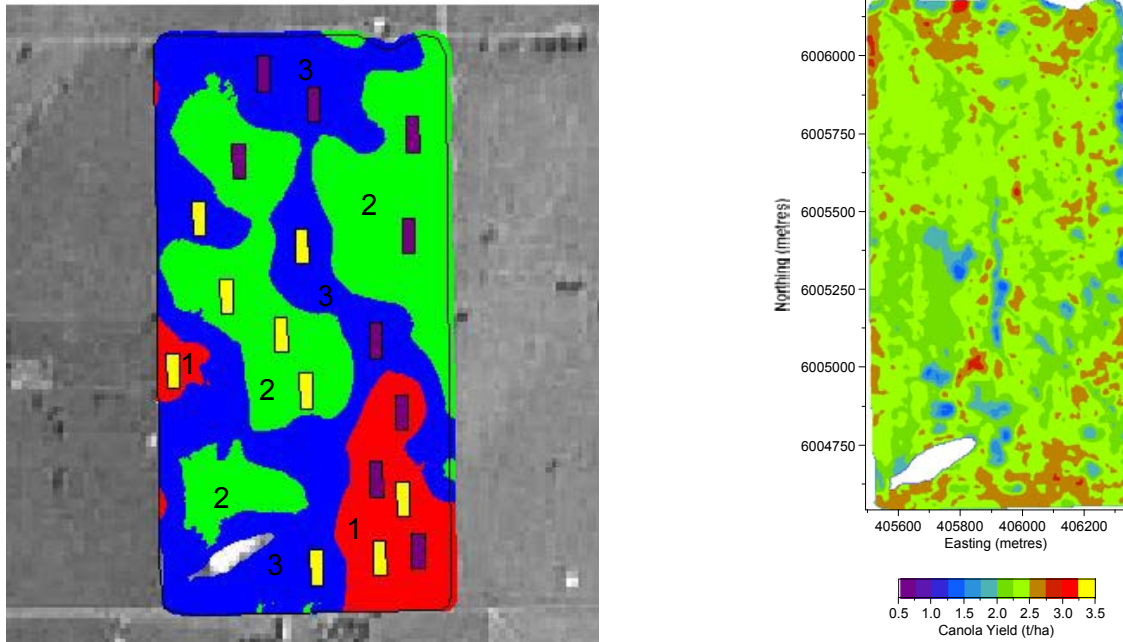 3
2
3
1
2
2
1
3
Northing (metres)
6006000
6005750
6005500
6005250
6005000
6004750
405600 405800 406000 406200
Easting (metres)
0.5 1.0 1.5 2.0 2.5 3.0 3.5
Canola Yield (t/ha)